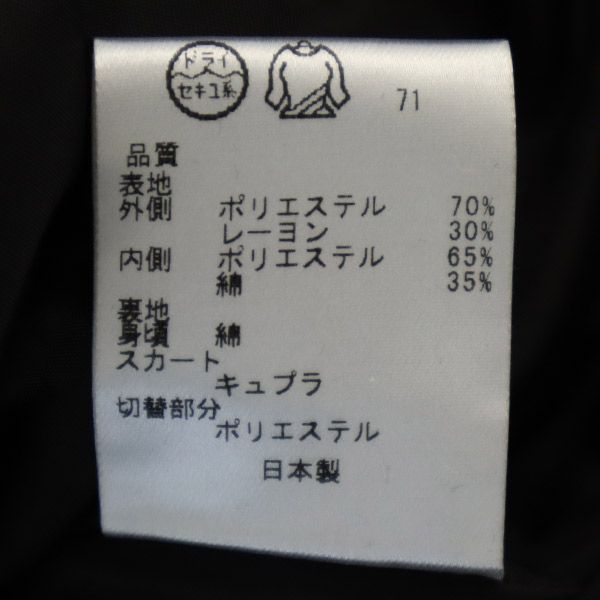 ドライ
セキユ系
71
品質
表地
外側 ポリエステル 70%
レーヨン 30%
内側 ポリエステル 65%
綿 35%
裏地
身頃 綿
スカート
キュプラ
切替部分
ポリエステル
日本製